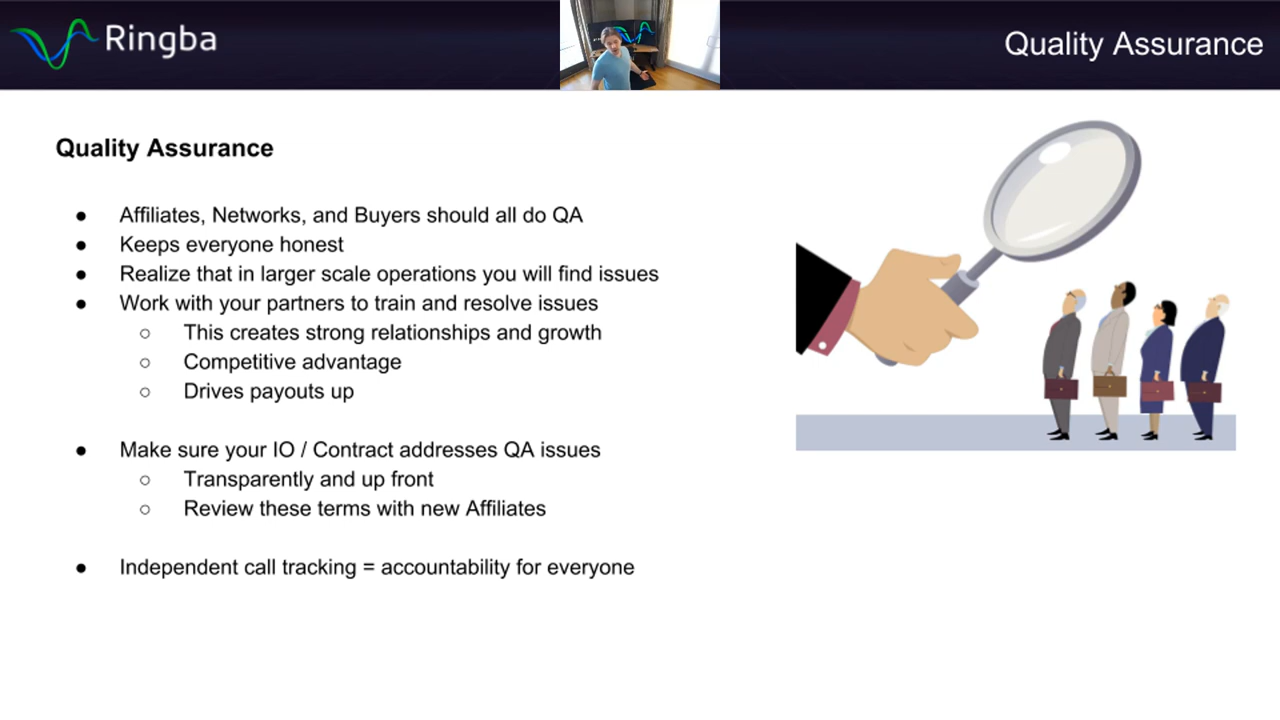 Ringba
Quality Assurance
Quality Assurance
● Affiliates, Networks, and Buyers should all do QA
● Keeps everyone honest
● Realize that in larger scale operations you will find issues
● Work with your partners to train and resolve issues
○ This creates strong relationships and growth
○ Competitive advantage
○ Drives payouts up
● Make sure your IO / Contract addresses QA issues
○ Transparently and up front
○ Review these terms with new Affiliates
● Independent call tracking = accountability for everyone